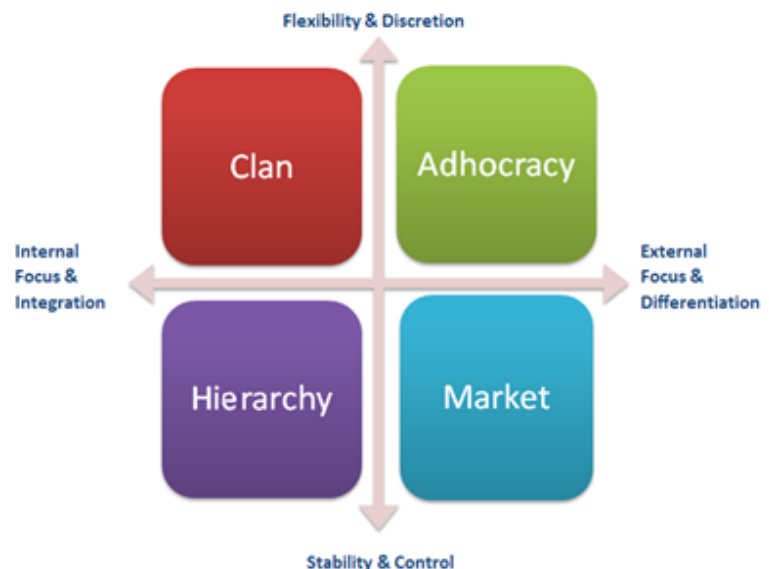 Flexibility & Discretion
Clan
Adhocracy
Internal
Focus &
Integration
External
Focus &
Differentiation
Hierarchy
Market
Stability & Control